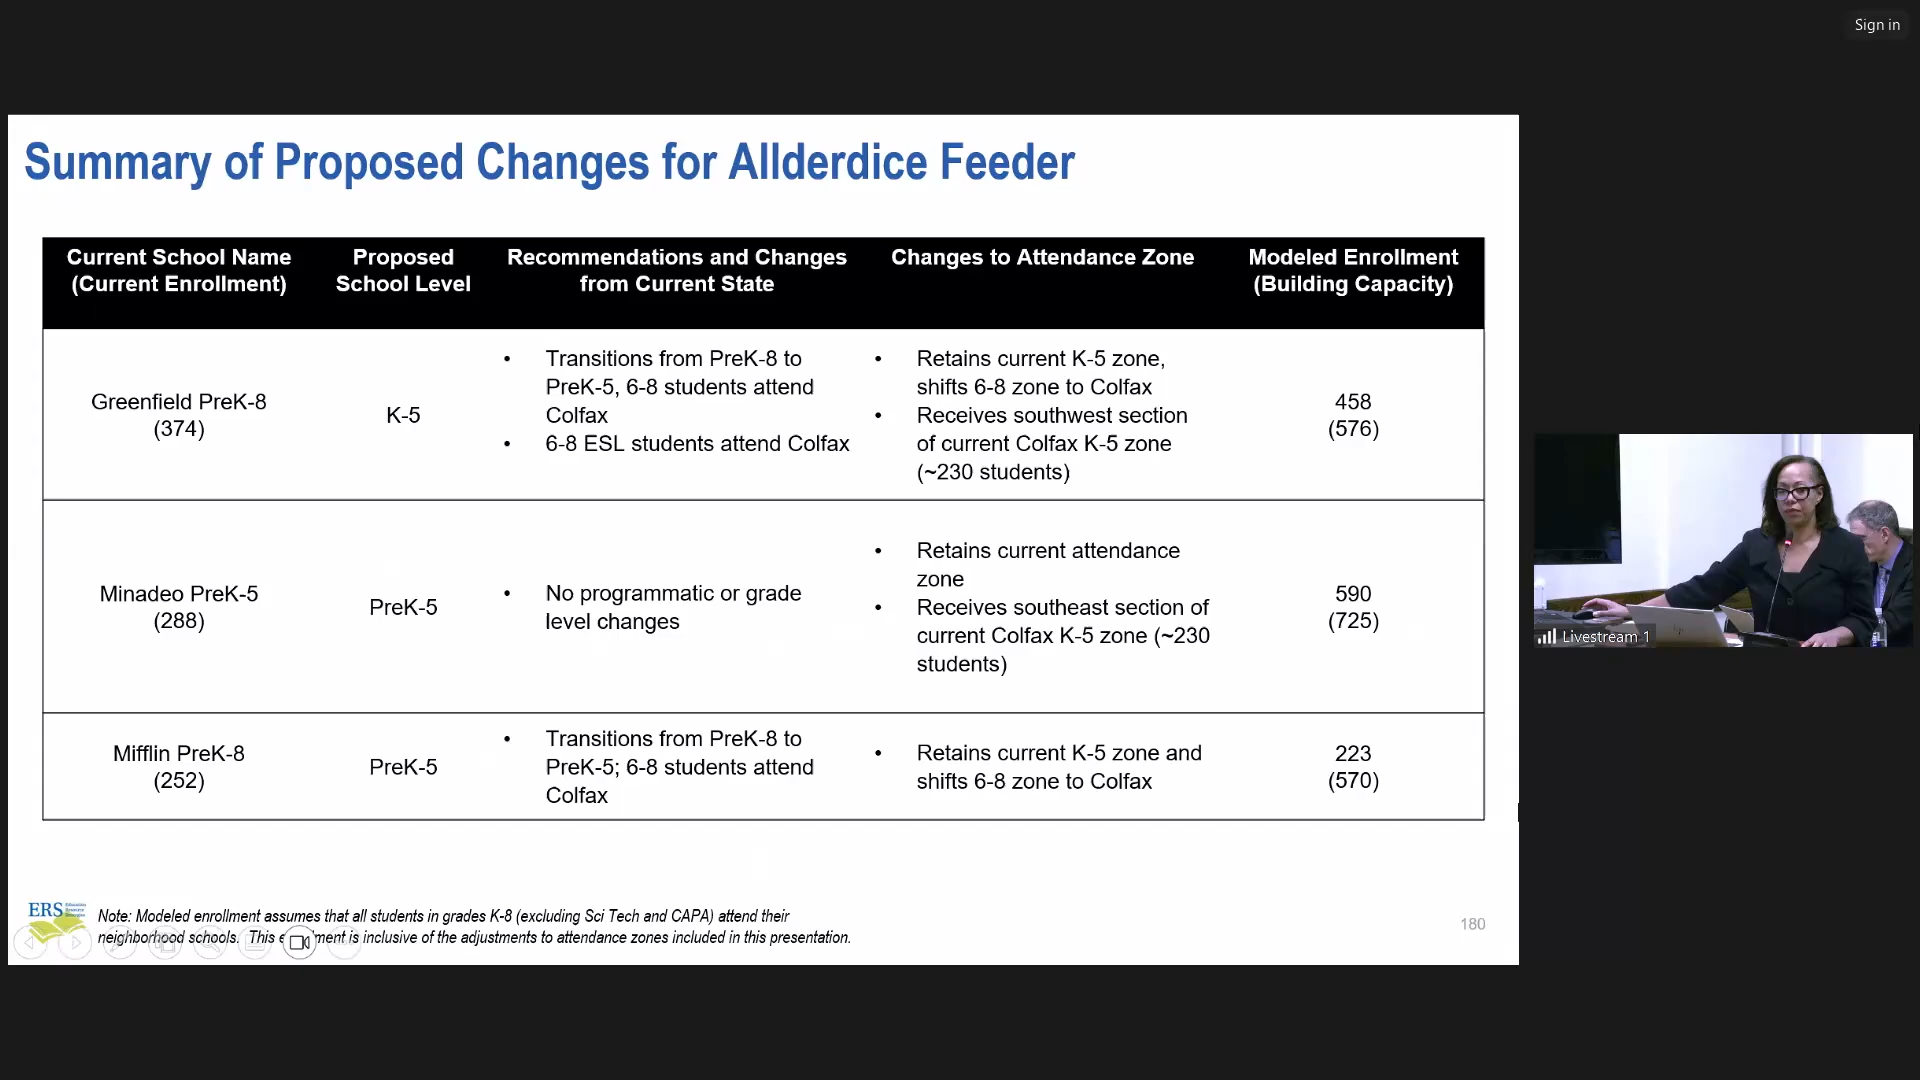 Sign in
Summary of Proposed Changes for Allderdice Feeder
Current School Name
(Current Enrollment)
Proposed
School Level
Recommendations and Changes
from Current State
Changes to Attendance Zone
Modeled Enrollment
(Building Capacity)
Greenfield PreK-8
(374)
K-5
• Transitions from PreK-8 to
PreK-5, 6-8 students attend
Colfax
• 6-8 ESL students attend Colfax
• Retains current K-5 zone,
shifts 6-8 zone to Colfax
• Receives southwest section
of current Colfax K-5 zone
(~230 students)
458
(576)
Minadeo PreK-5
(288)
PreK-5
• No programmatic or grade
level changes
• Retains current attendance
zone
• Receives southeast section of
current Colfax K-5 zone (~230
students)
590
(725)
Mifflin PreK-8
(252)
PreK-5
• Transitions from PreK-8 to
PreK-5; 6-8 students attend
Colfax
• Retains current K-5 zone and
shifts 6-8 zone to Colfax
223
(570)
Livestream 1
ERS
Note: Modeled enrollment assumes that all students in grades K-8 (excluding Sci Tech and CAPA) attend their
neighborhood schools. This is inclusive of the adjustments to attendance zones included in this presentation.
180